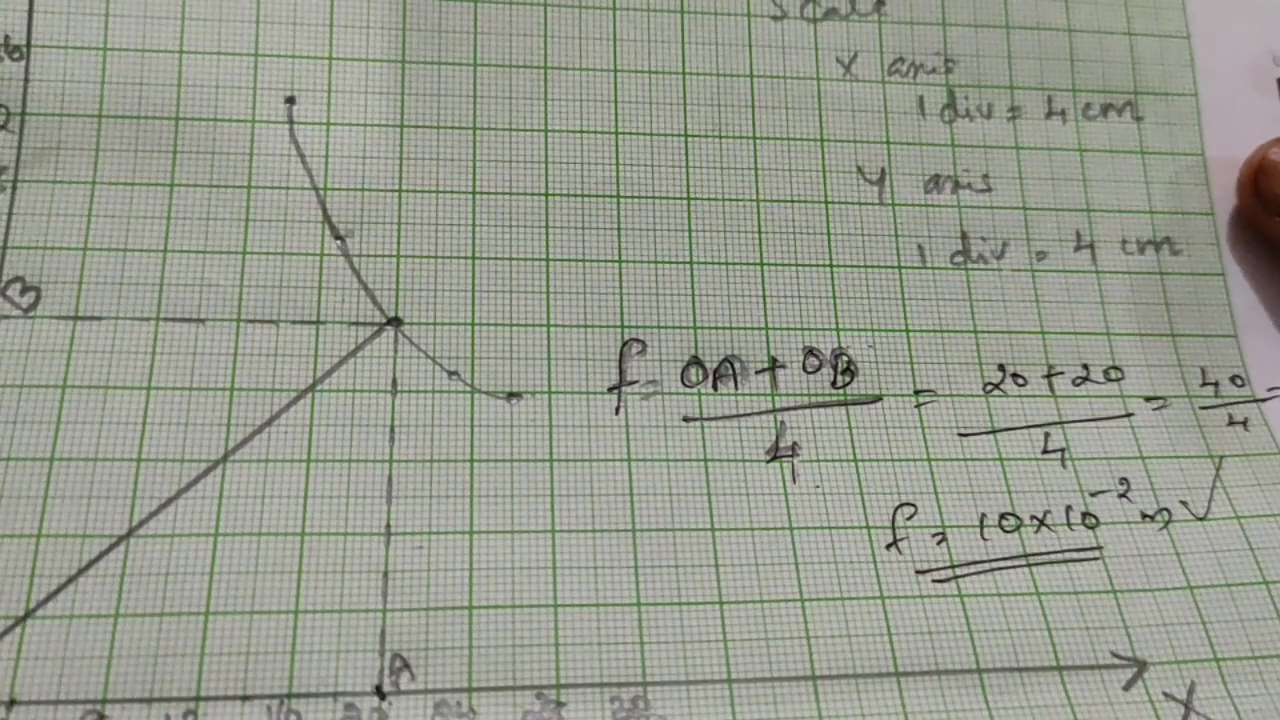 Scale
X axis
1 div = 4 cm
Y axis
1 div = 4 cm
B
f = OA + OB / 4 = 20 + 20 / 4 = 40 / 4 =
f = 10 × 10⁻² m ✓
A
X